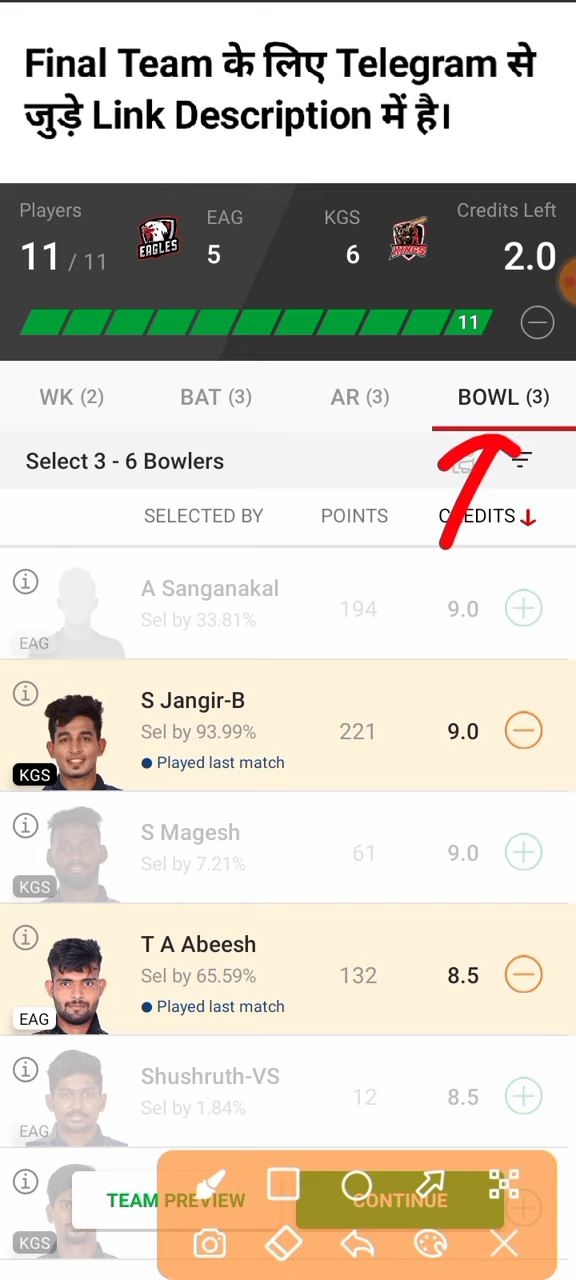 Final Team के लिए Telegram से
जुड़े Link Description में है।
Players
EAG
KGS
Credits Left
11 / 11
EAGLES
5
6
KINGS
2.0
11
WK (2)
BAT (3)
AR (3)
BOWL (3)
Select 3 - 6 Bowlers
SELECTED BY
POINTS
CREDITS
A Sanganakal
Sel by 33.81%
194
9.0
EAG
S Jangir-B
Sel by 93.99%
221
9.0
Played last match
KGS
S Magesh
Sel by 7.21%
61
9.0
KGS
T A Abeesh
Sel by 65.59%
132
8.5
Played last match
EAG
Shushruth-VS
Sel by 1.84%
12
8.5
EAG
TEAM PREVIEW
CONTINUE
KGS